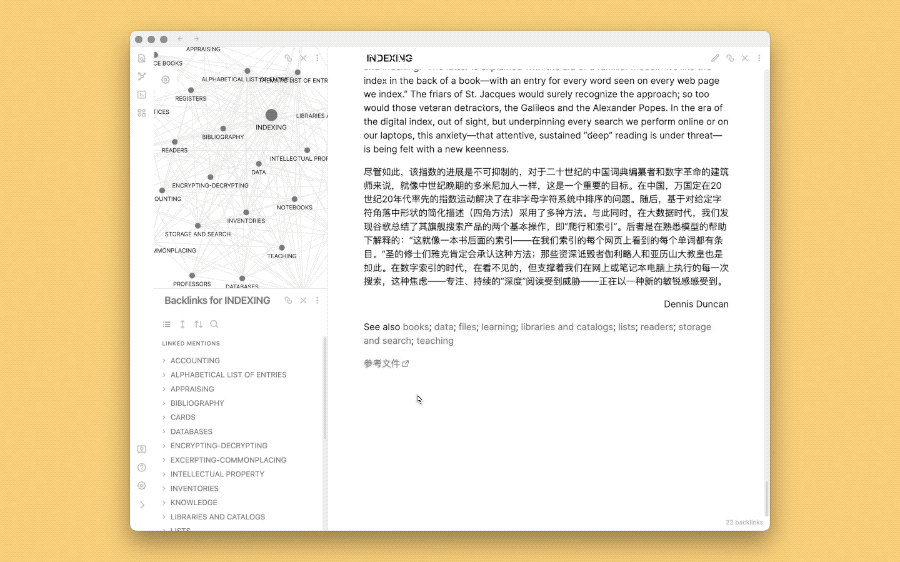 APPRAISING
CE BOOKS
ALPHABETICAL LIST OF
LIST OF ENTR
REGISTERS
INDEXING
LIBRARIES
BIBLIOGRAPHY
READERS
INTELLECTUAL PROP
DATA
ENCRYPTING-DECRYPTING
OUNTING
NOTEBOOKS
INVENTORIES
STORAGE AND SEARCH
MMONPLACING
TEACHING
PROFESSORS
DATABASES
Backlinks for INDEXING
LINKED MENTIONS
ACCOUNTING
ALPHABETICAL LIST OF ENTRIES
APPRAISING
BIBLIOGRAPHY
CARDS
DATABASES
ENCRYPTING-DECRYPTING
EXCERPTING-COMMONPLACING
INTELLECTUAL PROPERTY
INVENTORIES
KNOWLEDGE
LIBRARIES AND CATALOGS
LISTS
INDEXING
index in the back of a book—with an entry for every word seen on every web page
we index.” The friars of St. Jacques would surely recognize the approach; so too
would those veteran detractors, the Galileos and the Alexander Popes. In the era of
the digital index, out of sight, but underpinning every search we perform online or on
our laptops, this anxiety—that attentive, sustained “deep” reading is under threat—
is being felt with a new keenness.
尽管如此，该指数的进展是不可抑制的，对于二十世纪的中国词典编纂者和数字革命的建筑
师来说，就像中世纪晚期的多米尼加人一样，这是一个重要的目标。在中国，万国定在20
世纪20年代率先的指数运动解决了在非字母字符系统中排序的问题。随后，基于对给定字
符角落中形状的简化描述（四角方法）采用了多种方法。与此同时，在大数据时代，我们发
现谷歌总结了其旗舰搜索产品的两个基本操作，即“爬行和索引”。后者是在熟悉模型的帮助
下解释的：“这就像一本书后面的索引——在我们索引的每个网页上看到的每个单词都有条
目。”圣的修士们雅克肯定会承认这种方法；那些资深诋毁者伽利略人和亚历山大教皇也是
如此。在数字索引的时代，在看不见的，但支撑着我们在网上或笔记本电脑上执行的每一次
搜索，这种焦虑——专注、持续的“深度”阅读受到威胁——正在以一种新的敏锐感感受到。
Dennis Duncan
See also books; data; files; learning; libraries and catalogs; lists; readers; storage
and search; teaching
参考文件
22 backlinks